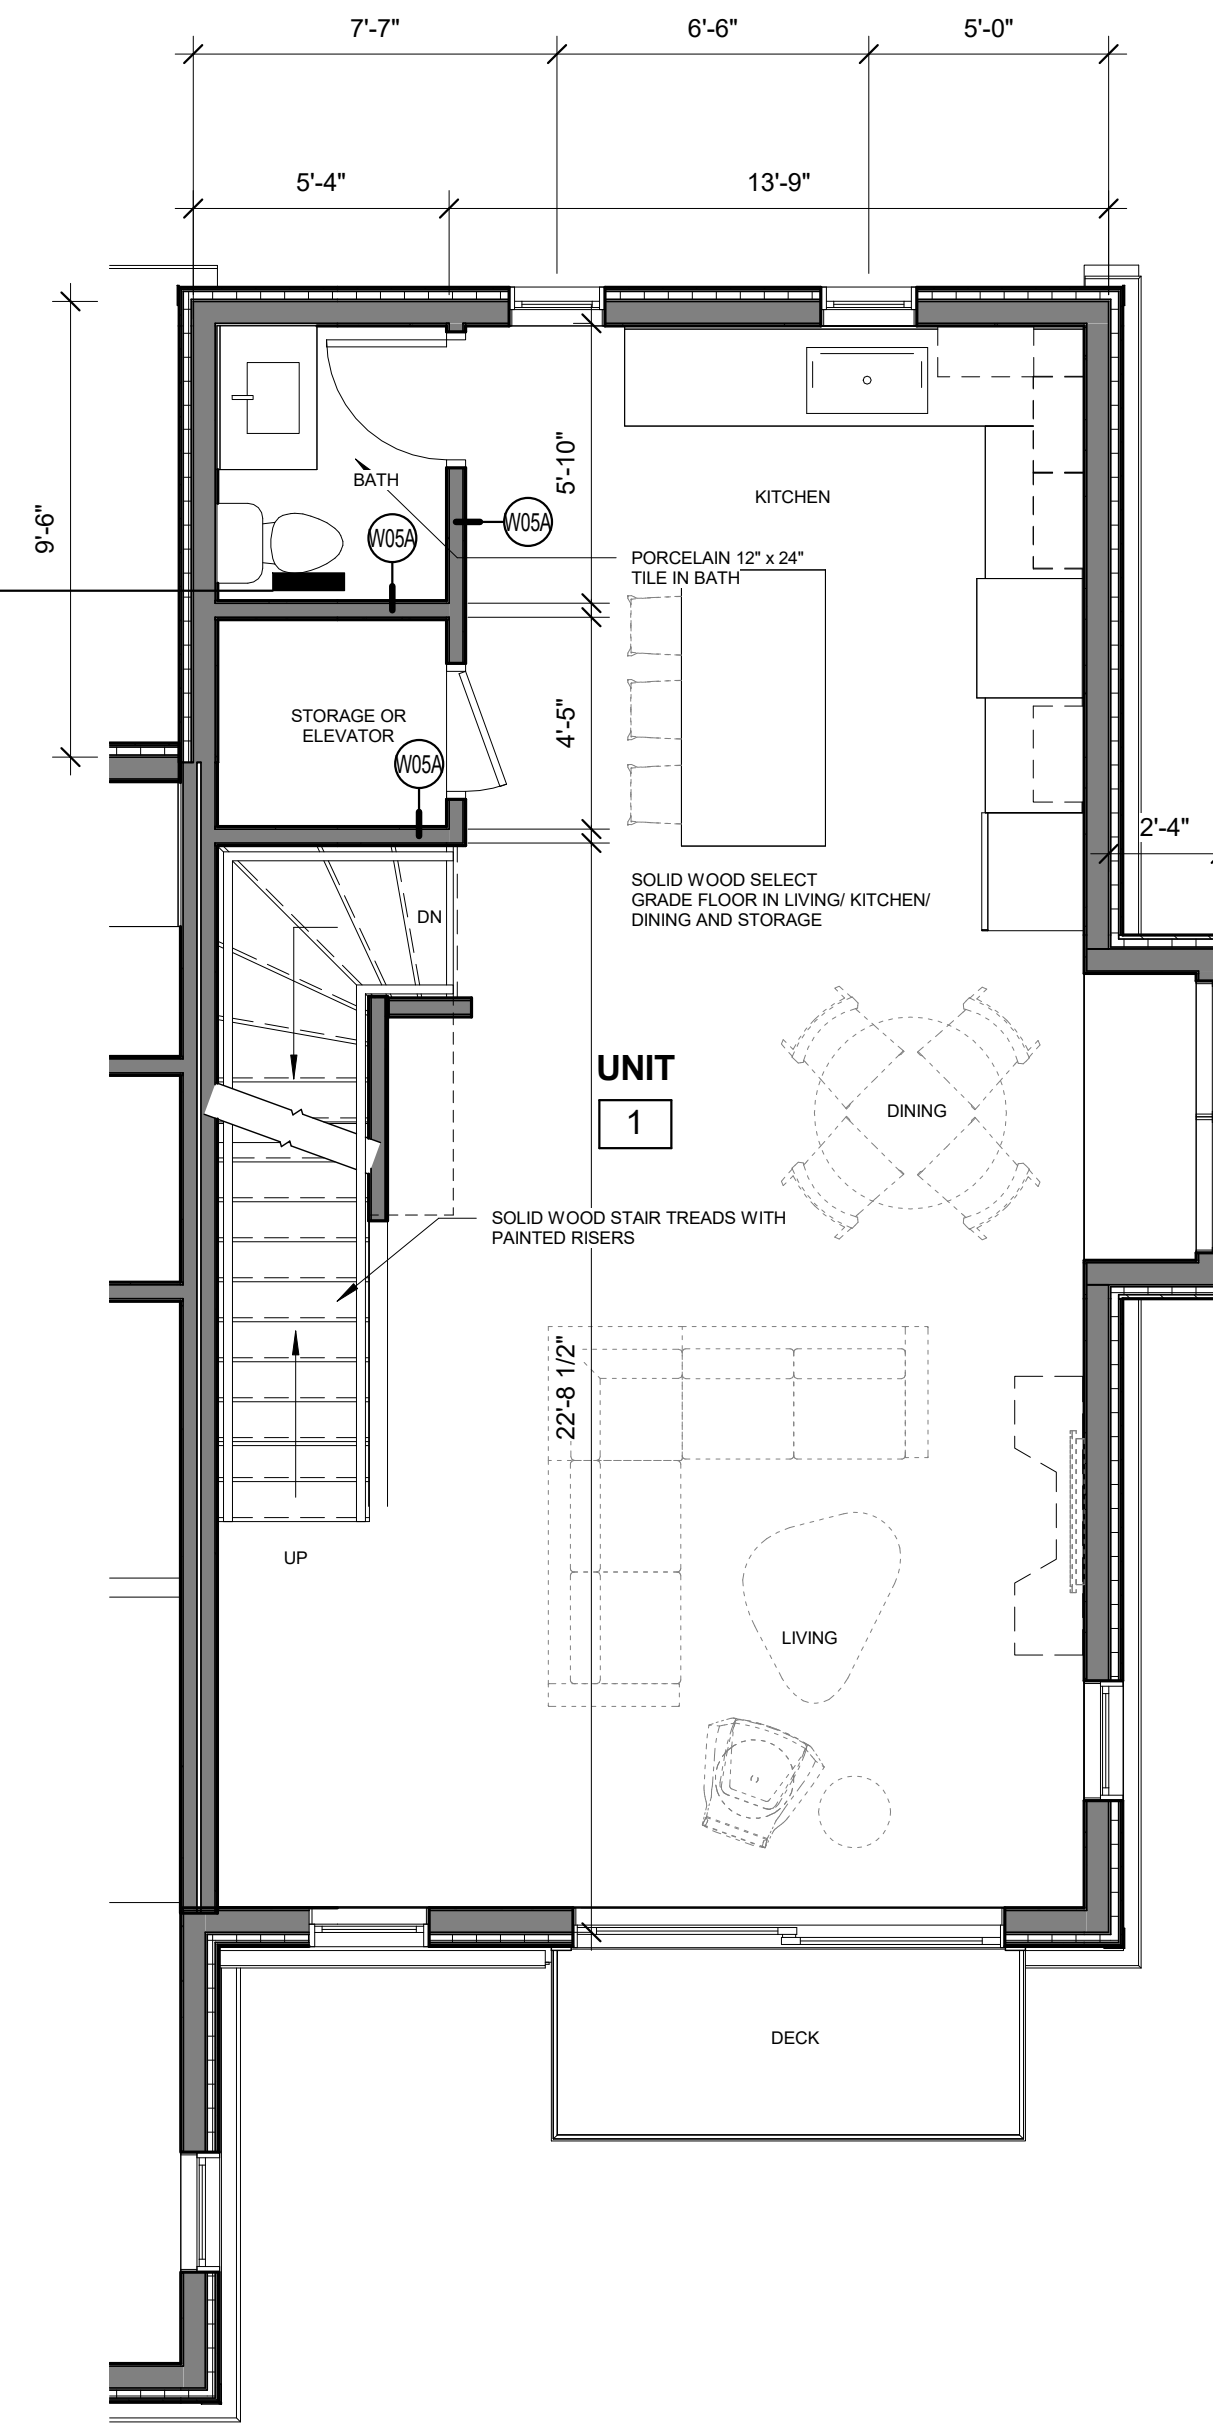 7'-7"
6'-6"
5'-0"
5'-4"
13'-9"
9'-6"
5'-10"
BATH
KITCHEN
W05A
W05A
PORCELAIN 12" x 24"
TILE IN BATH
4'-5"
STORAGE OR
ELEVATOR
W05A
2'-4"
SOLID WOOD SELECT
GRADE FLOOR IN LIVING/ KITCHEN/
DINING AND STORAGE
DN
UNIT
1
DINING
SOLID WOOD STAIR TREADS WITH
PAINTED RISERS
22'-8 1/2"
UP
LIVING
DECK